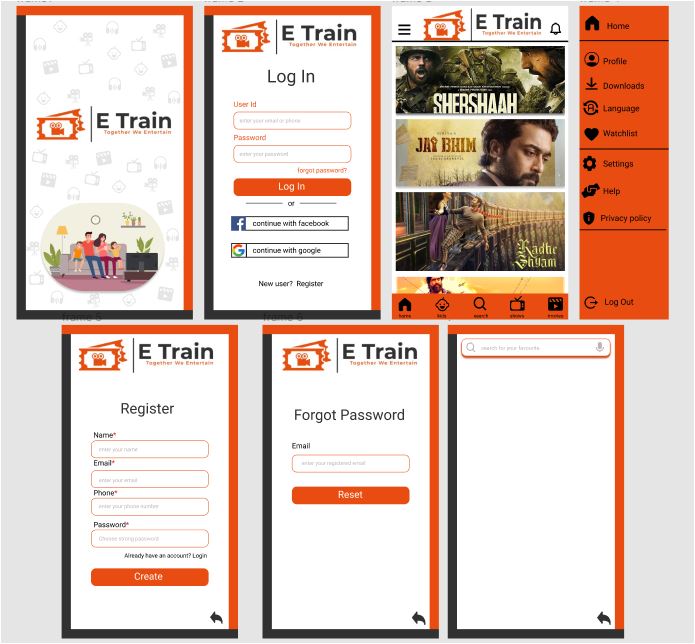 E Train
Together We Entertain
E Train
Together We Entertain
Log In
User Id
enter your email or phone
Password
enter your password
forgot password?
Log In
or
continue with facebook
continue with google
New user? Register
E Train
Together We Entertain
SHERSHAAH
JAI BHIM
Radhe
Shyam
home
kids
search
shows
movies
Home
Profile
Downloads
Language
Watchlist
Settings
Help
Privacy policy
Log Out
frame 5
E Train
Together We Entertain
Register
Name*
enter your name
Email*
enter your email
Phone*
enter your phone number
Password*
Choose strong password
Already have an account? Login
Create
frame 6
E Train
Together We Entertain
Forgot Password
Email
enter your registered email
Reset
search for your favourite